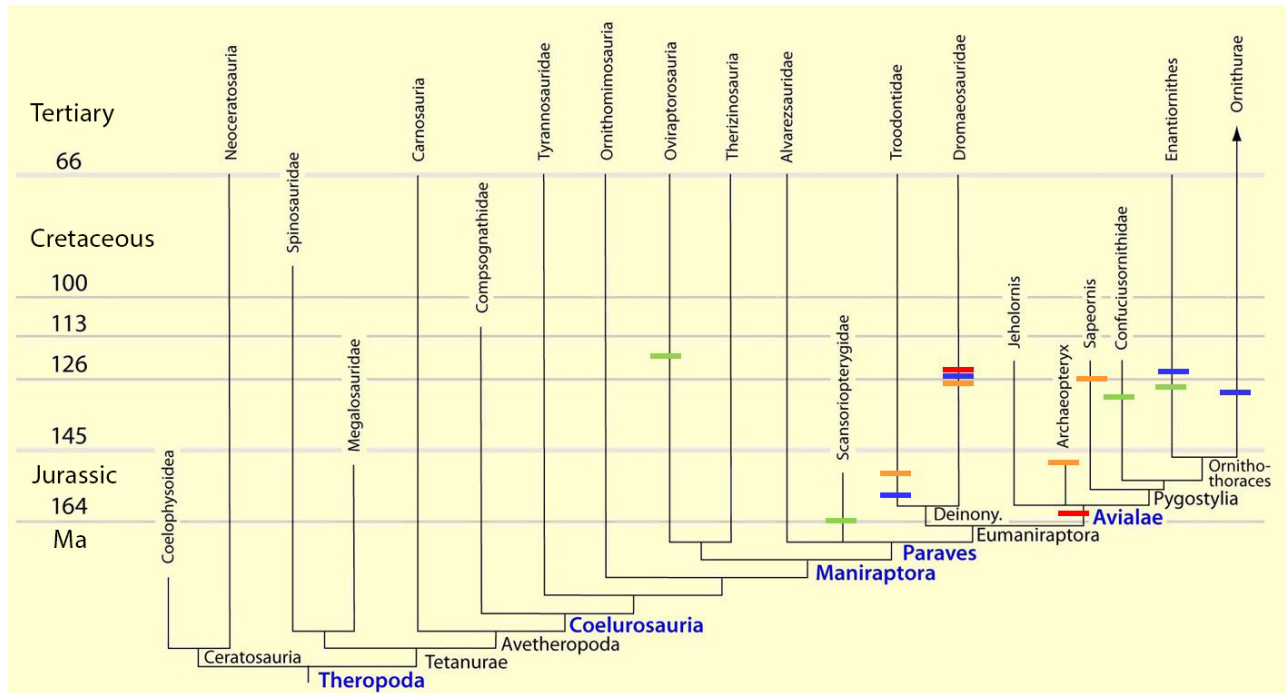 Tertiary
66
Cretaceous
100
113
126
145
Jurassic
164
Ma
Coelophysoidea
Neoceratosauria
Spinosauridae
Megalosauridae
Carnosauria
Compsognathidae
Tyrannosauridae
Ornithomimosauria
Oviraptorosauria
Therizinosauria
Alvarezsauridae
Scansoriopterygidae
Troodontidae
Dromaeosauridae
Jeholornis
Archaeopteryx
Sapeornis
Confuciusornithidae
Enantiornithes
Ornithurae
Ornitho-
thoraces
Pygostylia
Avialae
Deinony.
Eumaniraptora
Paraves
Maniraptora
Coelurosauria
Avetheropoda
Tetanurae
Ceratosauria
Theropoda